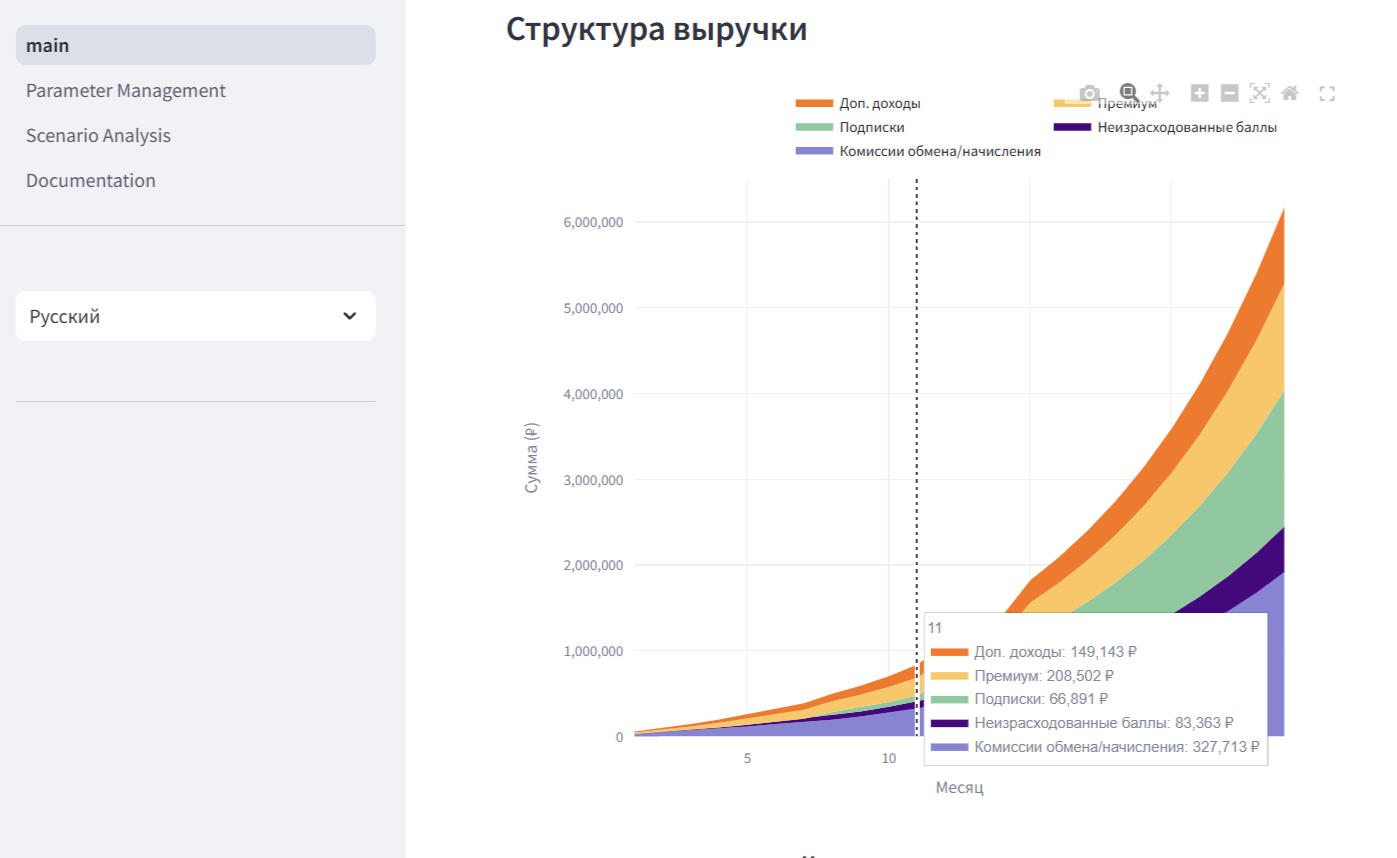 main
Parameter Management
Scenario Analysis
Documentation
Русский
Структура выручки
Доп. доходы
Премиум
Подписки
Неизрасходованные баллы
Комиссии обмена/начисления
6,000,000
5,000,000
4,000,000
3,000,000
2,000,000
1,000,000
0
Сумма (₽)
5
10
Месяц
11
Доп. доходы: 149,143 ₽
Премиум: 208,502 ₽
Подписки: 66,891 ₽
Неизрасходованные баллы: 83,363 ₽
Комиссии обмена/начисления: 327,713 ₽